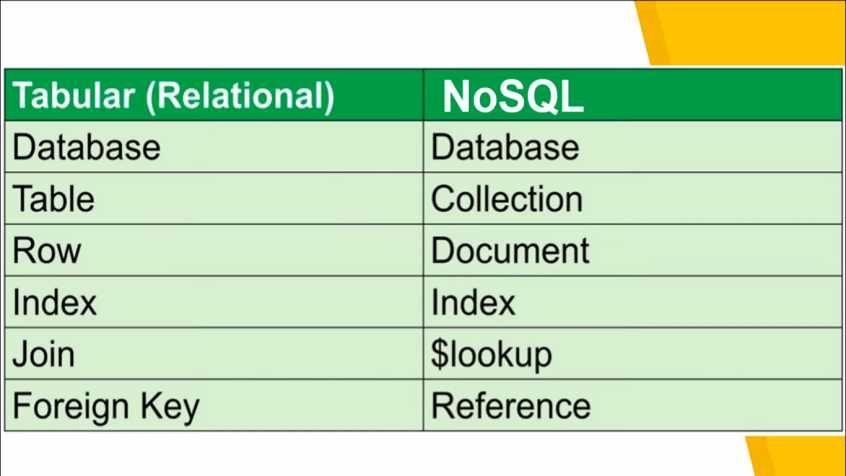 Tabular (Relational) NoSQL
Database Database
Table Collection
Row Document
Index Index
Join $lookup
Foreign Key Reference